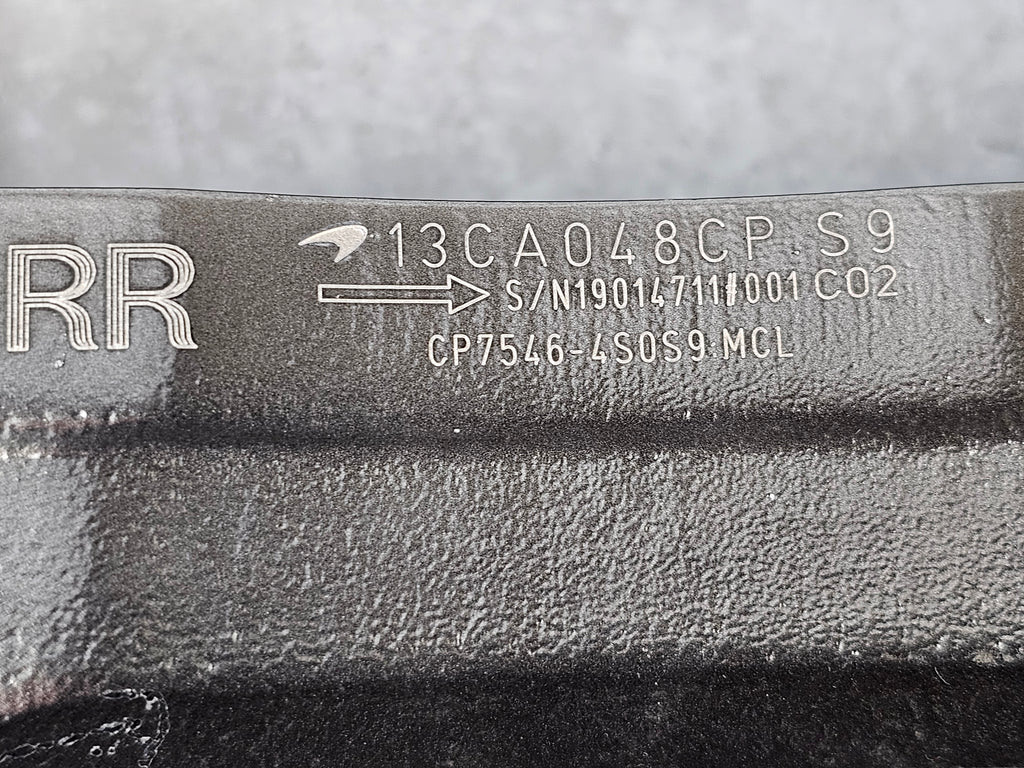 RR
13CA048CP S9
S/N19014711#001 C02
CP7546-4S0S9.MCL